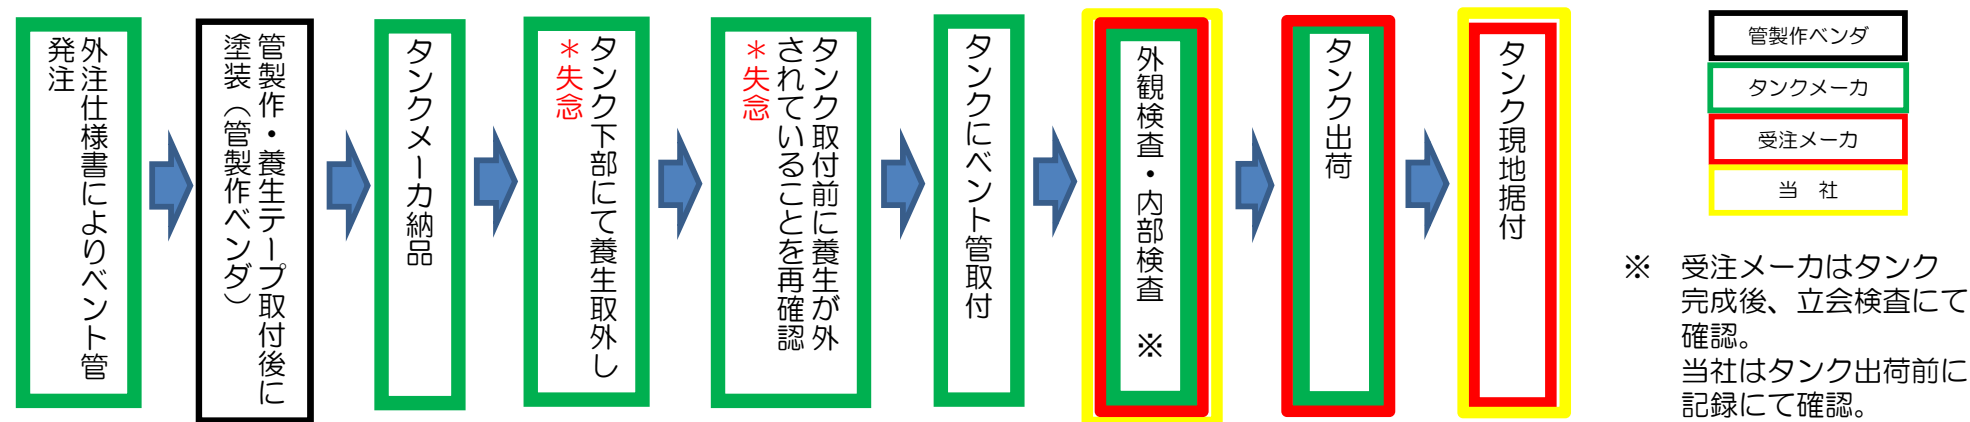 外注仕様書によりベント管
発注
管製作・養生テープ取付後に
塗装（管製作ベンダ）
タンクメーカ納品
タンク下部にて養生取外し
＊失念
タンク取付前に養生が外
されていることを再確認
＊失念
タンクにベント管取付
外観検査・内部検査　※
タンク出荷
タンク現地据付
管製作ベンダ
タンクメーカ
受注メーカ
当　社
※　受注メーカはタンク
完成後、立会検査にて
確認。
当社はタンク出荷前に
記録にて確認。